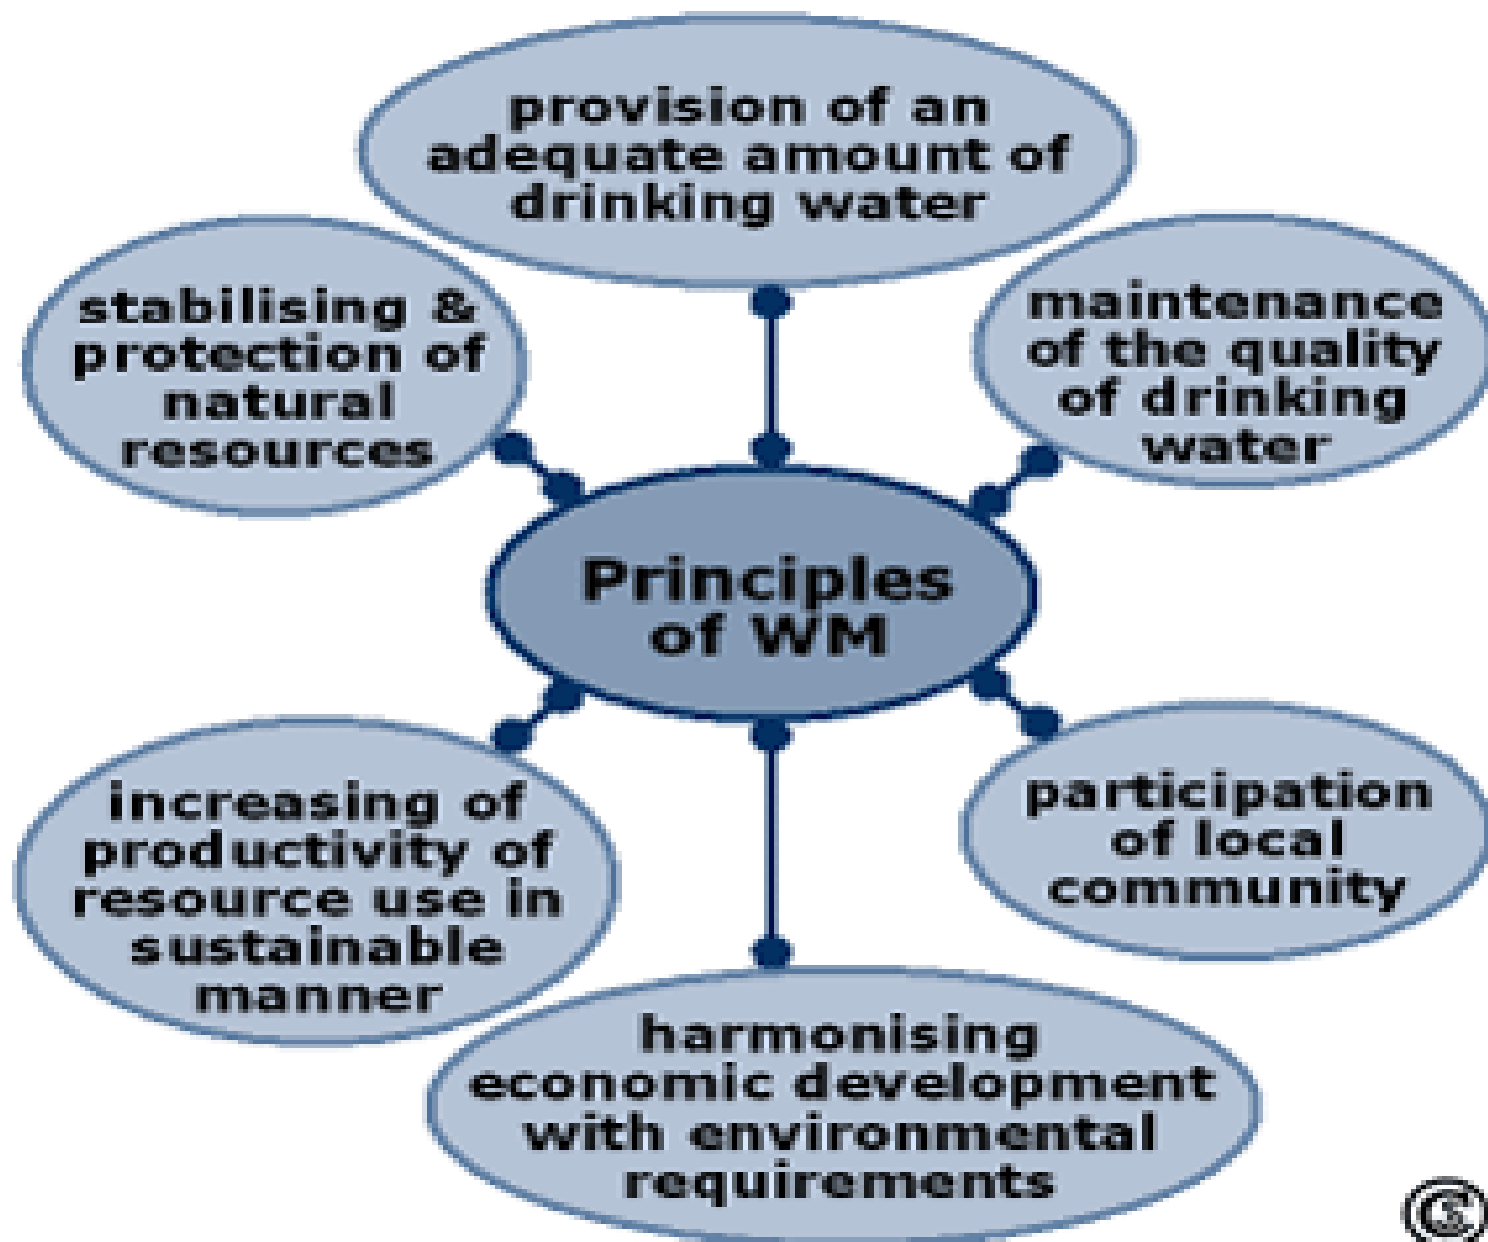 provision of an
adequate amount of
drinking water
stabilising &
protection of
natural
resources
maintenance
of the quality
of drinking
water
Principles
of WM
increasing of
productivity of
resource use in
sustainable
manner
participation
of local
community
harmonising
economic development
with environmental
requirements